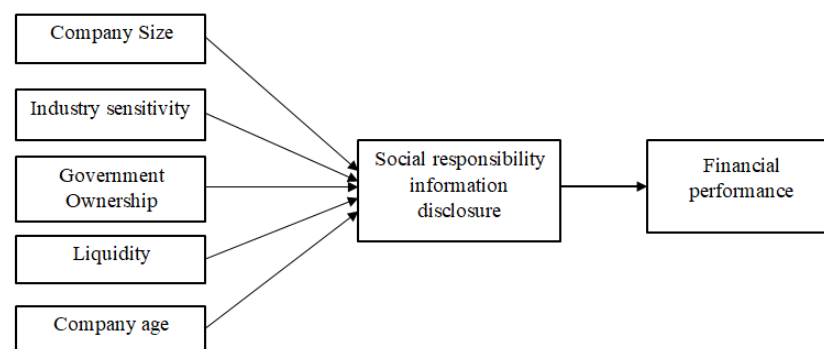 Company Size
Industry sensitivity
Government
Ownership
Liquidity
Company age
Social responsibility
information
disclosure
Financial
performance